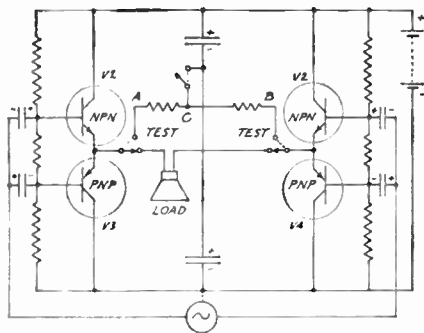 V2 V2
A B
NPN C NPN
TEST TEST
PNP PNP
LOAD
V3 V4